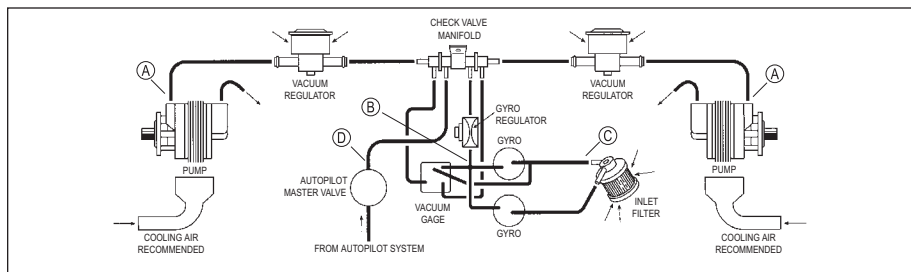 CHECK VALVE
MANIFOLD
A
VACUUM
REGULATOR
VACUUM
REGULATOR
A
B
GYRO
REGULATOR
C
D
GYRO
PUMP
PUMP
AUTOPILOT
MASTER VALVE
VACUUM
GAGE
GYRO
INLET
FILTER
COOLING AIR
RECOMMENDED
FROM AUTOPILOT SYSTEM
COOLING AIR
RECOMMENDED